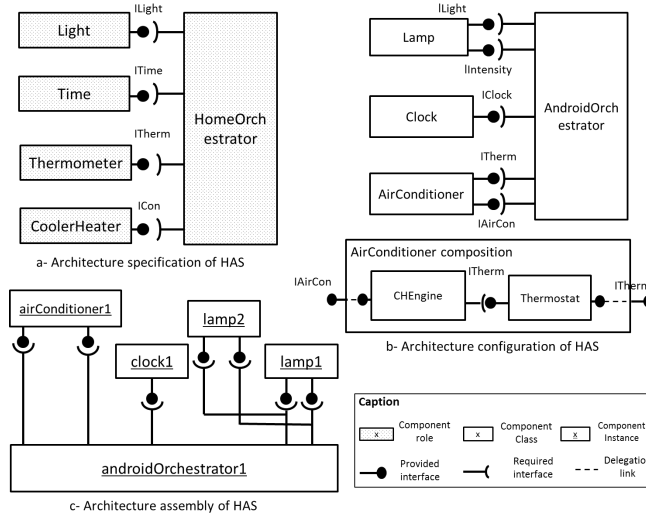 ILight
Light
ITime
Time
HomeOrch
estrator
ITherm
Thermometer
ICon
CoolerHeater
a- Architecture specification of HAS
ILight
Lamp
IIntensity
IClock
Clock
AndroidOrch
estrator
ITherm
AirConditioner
IAirCon
AirConditioner composition
IAirCon
ITherm
ITherm
CHEngine
Thermostat
b- Architecture configuration of HAS
airConditioner1
lamp2
clock1
lamp1
androidOrchestrator1
c- Architecture assembly of HAS
Caption
x
Component
role
x
Component
Class
x
Component
Instance
Provided
interface
Required
interface
Delegatio
link